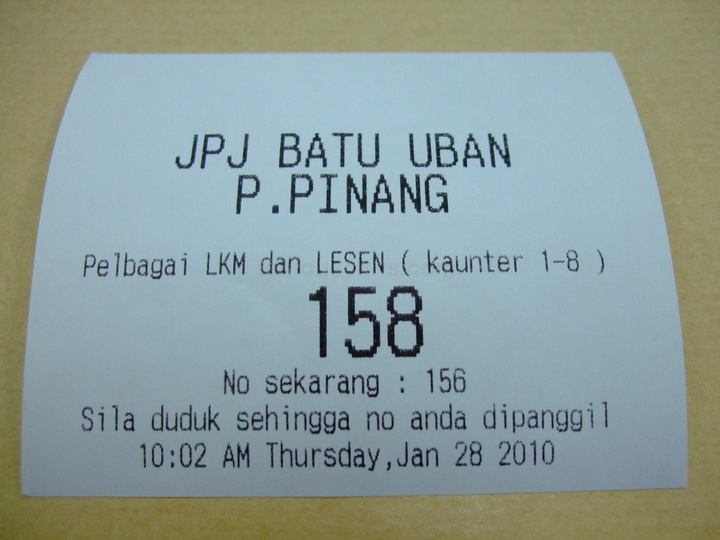 JPJ BATU UBAN
P.PINANG
Pelbagai LKM dan LESEN ( kaunter 1-8 )
158
No sekarang : 156
Sila duduk sehingga no anda dipanggil
10:02 AM Thursday,Jan 28 2010